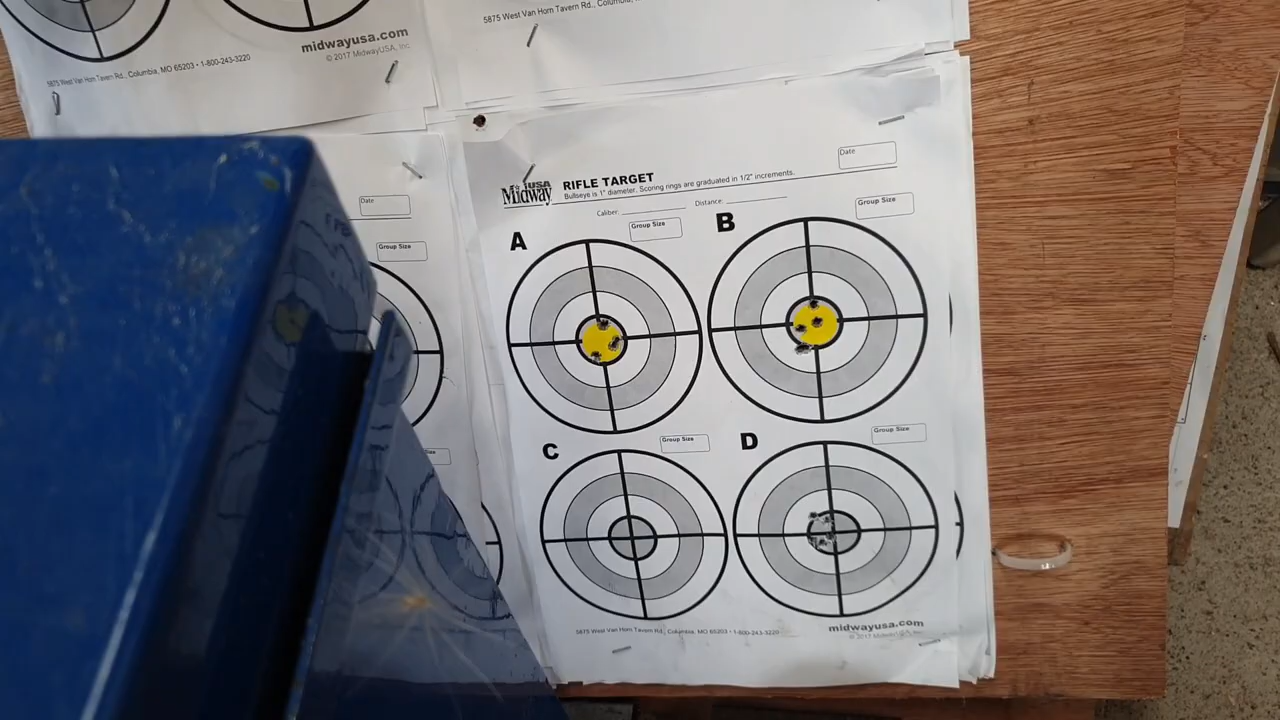 5875 West Van Horn Tavern Rd., Columbia,
midwayusa.com
© 2017 MidwayUSA, Inc.
5875 West Van Horn Tavern Rd., Columbia, MO 65203 • 1-800-243-3220
Date
Group Size
Midway USA
RIFLE TARGET
Bullseye is 1" diameter. Scoring rings are graduated in 1/2" increments.
Date
Caliber: Distance:
A
Group Size
B
Group Size
C
Group Size
D
Group Size
5875 West Van Horn Tavern Rd., Columbia, MO 65203 • 1-800-243-3220
midwayusa.com